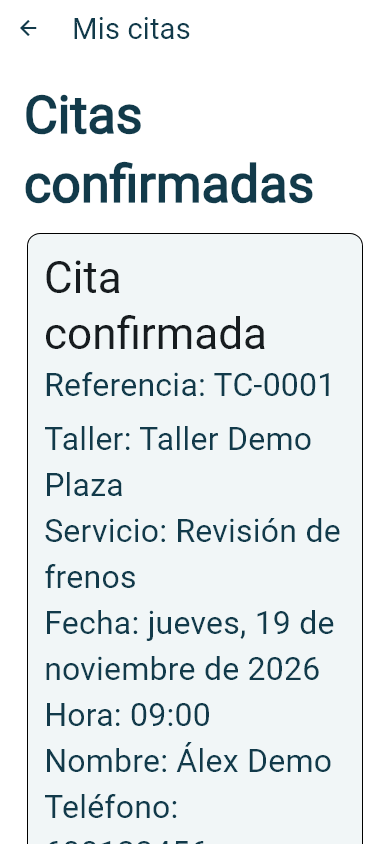 Mis citas
Citas
confirmadas
Cita
confirmada
Referencia: TC-0001
Taller: Taller Demo
Plaza
Servicio: Revisión de
frenos
Fecha: jueves, 19 de
noviembre de 2026
Hora: 09:00
Nombre: Álex Demo
Teléfono: